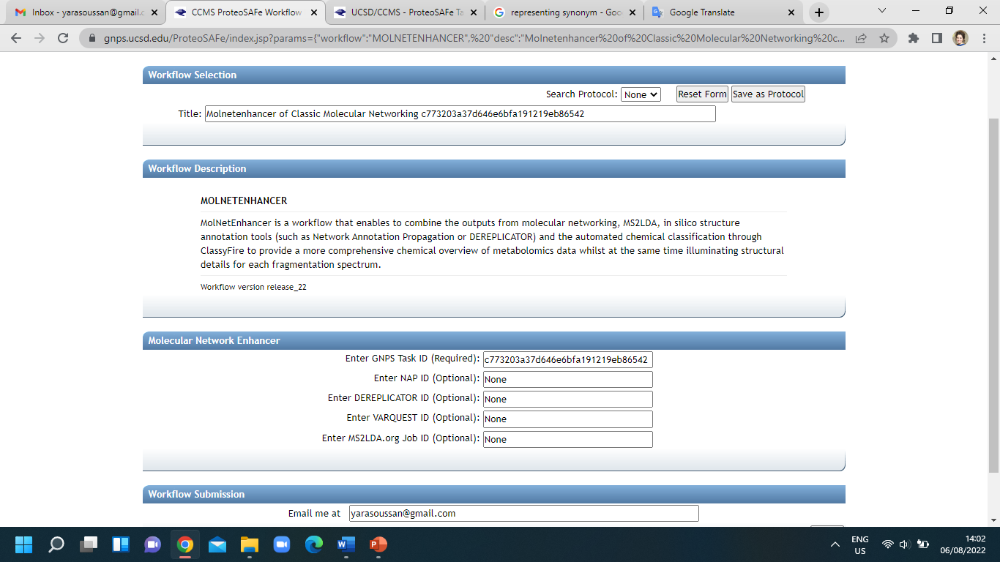 Inbox - yarasoussan@gmail.c
CCMS ProteoSAFe Workflow
UCSD/CCMS - ProteoSAFe Ta
representing synonym - Goo
Google Translate
gnps.ucsd.edu/ProteoSAFe/index.jsp?params={"workflow":"MOLNETENHANCER",%20"desc":"Molnetenhancer%20of%20Classic%20Molecular%20Networking%20c...
Workflow Selection
Search Protocol: None Reset Form Save as Protocol
Title: Molnetenhancer of Classic Molecular Networking c773203a37d646e6bfa191219eb86542
Workflow Description
MOLNETENHANCER
MolNetEnhancer is a workflow that enables to combine the outputs from molecular networking, MS2LDA, in silico structure
annotation tools (such as Network Annotation Propagation or DEREPLICATOR) and the automated chemical classification through
ClassyFire to provide a more comprehensive chemical overview of metabolomics data whilst at the same time illuminating structural
details for each fragmentation spectrum.
Workflow version release_22
Molecular Network Enhancer
Enter GNPS Task ID (Required): c773203a37d646e6bfa191219eb86542
Enter NAP ID (Optional): None
Enter DEREPLICATOR ID (Optional): None
Enter VARQUEST ID (Optional): None
Enter MS2LDA.org Job ID (Optional): None
Workflow Submission
Email me at yarasoussan@gmail.com
ENG
US
14:02
06/08/2022